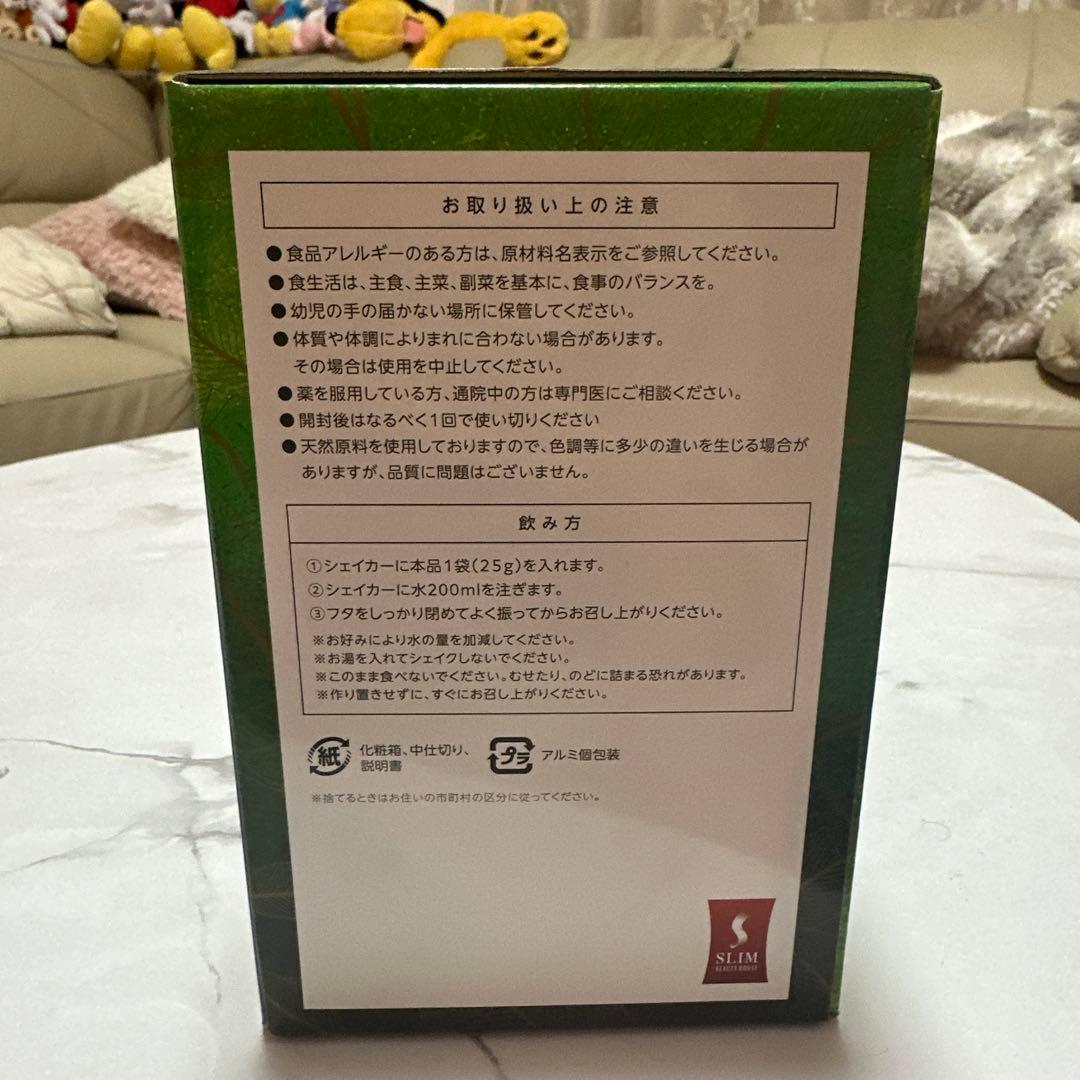 お取り扱い上の注意
●食品アレルギーのある方は、原材料名表示をご参照してください。
●食生活は、主食、主菜、副菜を基本に、食事のバランスを。
●幼児の手の届かない場所に保管してください。
●体質や体調によりまれに合わない場合があります。
その場合は使用を中止してください。
●薬を服用している方、通院中の方は専門医にご相談ください。
●開封後はなるべく1回で使い切りください
●天然原料を使用しておりますので、色調等に多少の違いを生じる場合が
ありますが、品質に問題はございません。
飲み方
①シェイカーに本品1袋(25g)を入れます。
②シェイカーに水200mlを注ぎます。
③フタをしっかり閉めてよく振ってからお召し上がりください。
※お好みにより水の量を加減してください。
※お湯を入れてシェイクしないでください。
※このまま食べないでください。むせたり、のどに詰まる恐れがあります。
※作り置きせずに、すぐにお召し上がりください。
紙 化粧箱、中仕切り、
説明書
プラ アルミ個包装
※捨てるときはお住いの市町村の区分に従ってください。
S
SLIM
BEAUTY HOUSE